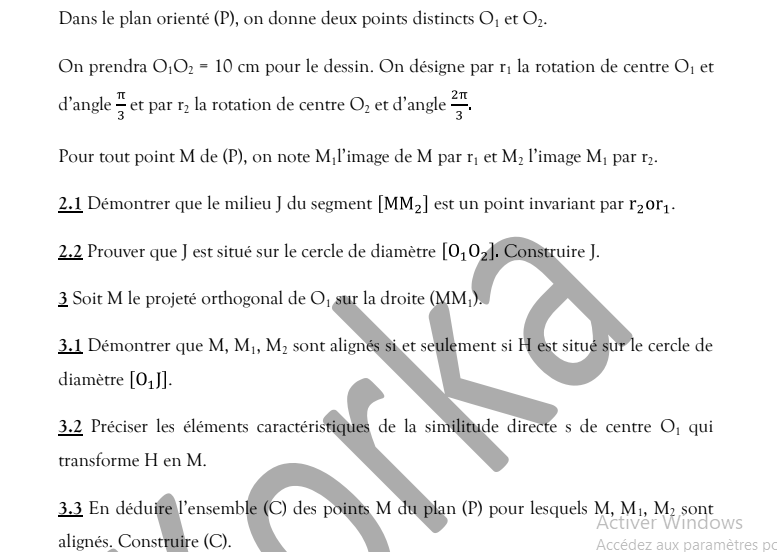 Dans le plan orienté (P), on donne deux points distincts O₁ et O₂.
On prendra O₁O₂ = 10 cm pour le dessin. On désigne par r₁ la rotation de centre O₁ et
d’angle π/3 et par r₂ la rotation de centre O₂ et d’angle 2π/3.
Pour tout point M de (P), on note M₁l’image de M par r₁ et M₂ l’image M₁ par r₂.
2.1 Démontrer que le milieu J du segment [MM₂] est un point invariant par r₂or₁.
2.2 Prouver que J est situé sur le cercle de diamètre [O₁O₂]. Construire J.
3 Soit M le projeté orthogonal de O₁ sur la droite (MM₁).
3.1 Démontrer que M, M₁, M₂ sont alignés si et seulement si H est situé sur le cercle de
diamètre [O₁J].
3.2 Préciser les éléments caractéristiques de la similitude directe s de centre O₁ qui
transforme H en M.
3.3 En déduire l’ensemble (C) des points M du plan (P) pour lesquels M, M₁, M₂ sont
alignés. Construire (C).
Activer Windows
Accédez aux paramètres